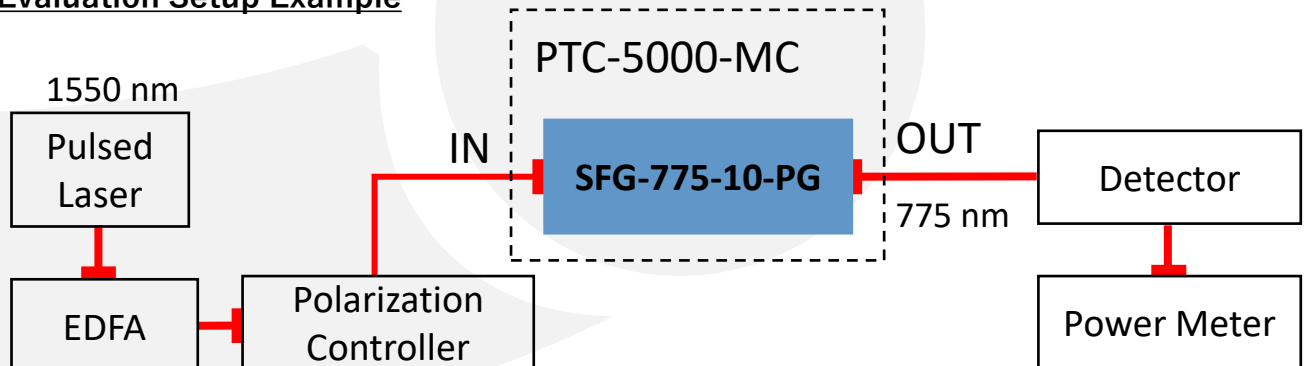 Evaluation Setup Example
PTC-5000-MC
1550 nm
Pulsed
Laser
IN
SFG-775-10-PG
OUT
775 nm
Detector
EDFA
Polarization
Controller
Power Meter